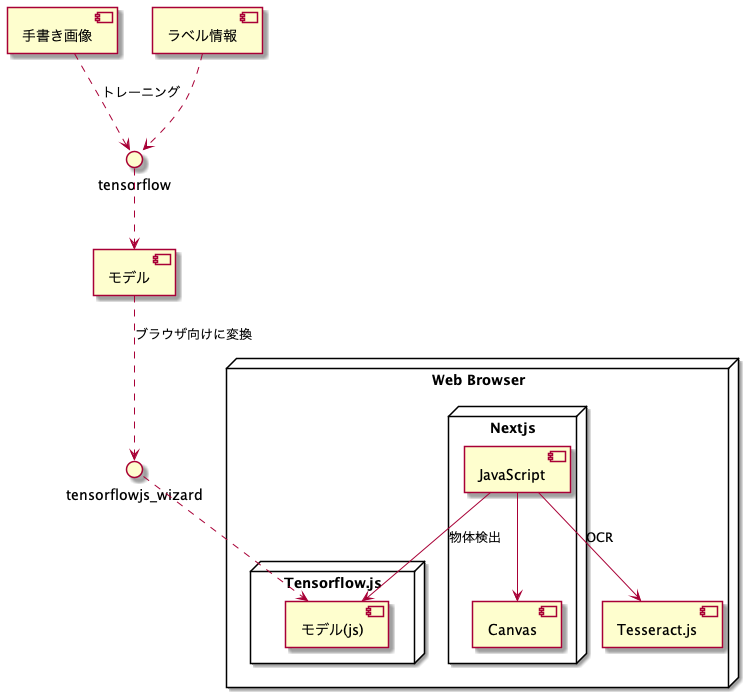 手書き画像
ラベル情報
トレーニング
tensorflow
モデル
ブラウザ向けに変換
Web Browser
Nextjs
JavaScript
tensorflowjs_wizard
物体検出
OCR
Tensorflow.js
モデル(js)
Canvas
Tesseract.js